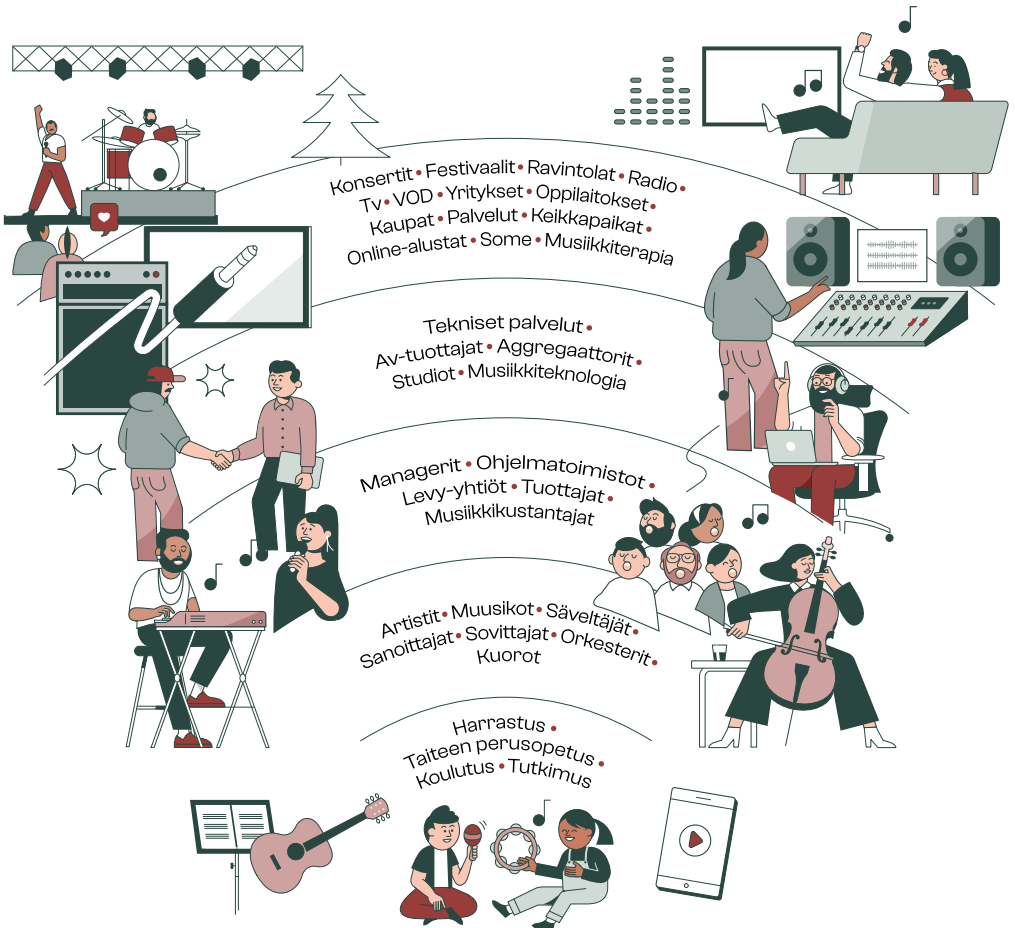 Konsertit • Festivaalit • Ravintolat • Radio •
Tv • VOD • Yritykset • Oppilaitokset •
Kaupat • Palvelut • Keikkapaikat •
Online-alustat • Some • Musiikkiterapia
Tekniset palvelut •
Av-tuottajat • Aggregaattorit •
Studiot • Musiikkiteknologia
Managerit • Ohjelmatoimistot •
Levy-yhtiöt • Tuottajat •
Musiikkikustantajat
Artistit • Muusikot • Säveltäjät •
Sanoittajat • Sovittajat • Orkesterit •
Kuorot
Harrastus •
Taiteen perusopetus •
Koulutus • Tutkimus